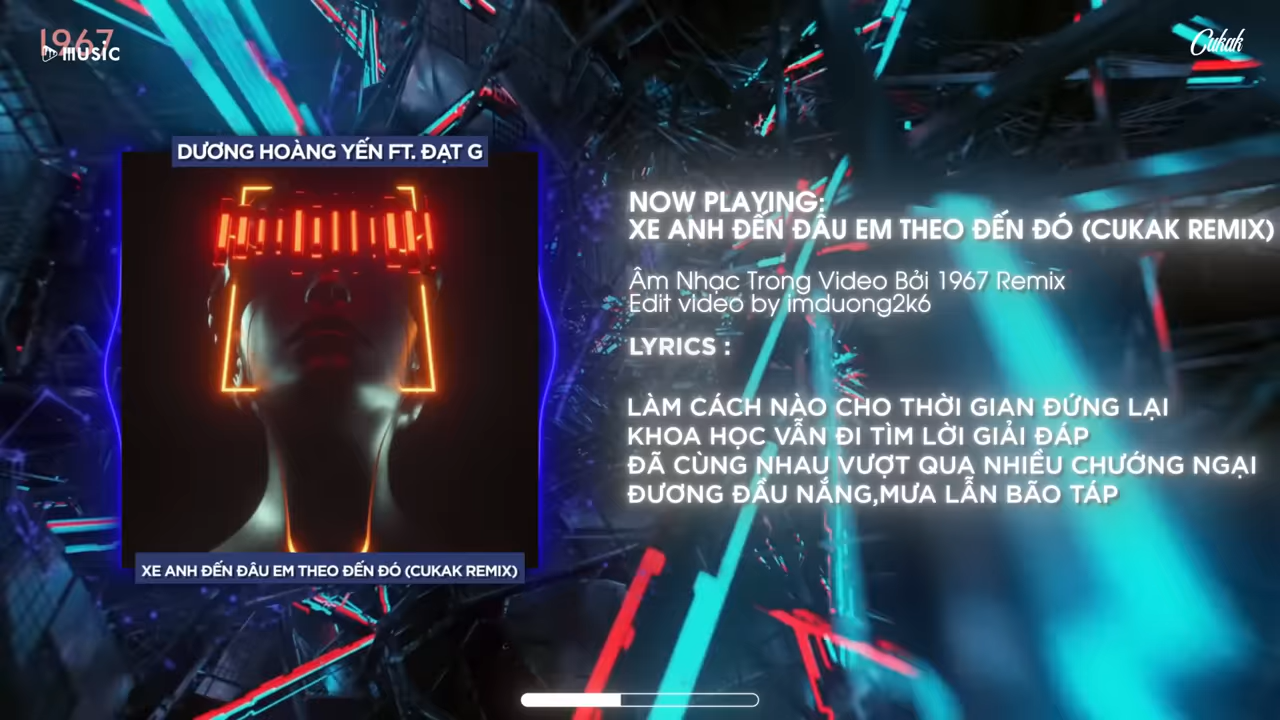 1967
MUSIC
Cukak
DƯƠNG HOÀNG YẾN FT. ĐẠT G
NOW PLAYING:
XE ANH ĐẾN ĐÂU EM THEO ĐẾN ĐÓ (CUKAK REMIX)
Âm Nhạc Trong Video Bởi 1967 Remix
Edit video by imduong2k6
LYRICS :
LÀM CÁCH NÀO CHO THỜI GIAN ĐỨNG LẠI
KHOA HỌC VẪN ĐI TÌM LỜI GIẢI ĐÁP
ĐÃ CÙNG NHAU VƯỢT QUA NHIỀU CHƯỚNG NGẠI
ĐƯƠNG ĐẦU NẮNG,MƯA LẪN BÃO TÁP
XE ANH ĐẾN ĐÂU EM THEO ĐẾN ĐÓ (CUKAK REMIX)